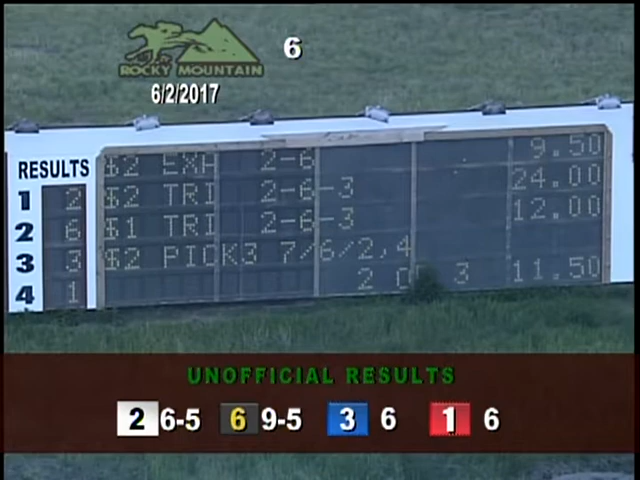 6
ROCKY MOUNTAIN
6/2/2017
RESULTS
1 2
2 6
3 3
4 1
$2 EXA 2-6 9.50
$2 TRI 2-6-3 24.00
$1 TRI 2-6-3 12.00
$2 PICK3 7/6/2,4
2 O 3 11.50
UNOFFICIAL RESULTS
2 6-5 6 9-5 3 6 1 6